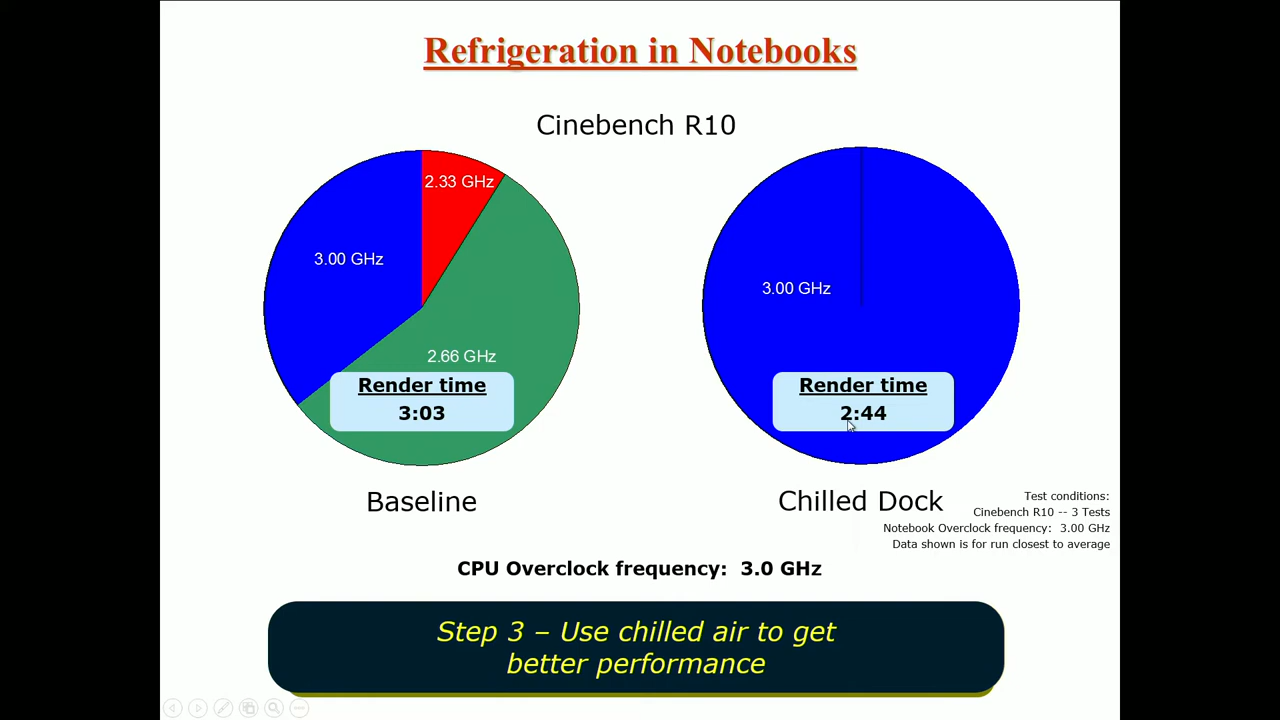 Refrigeration in Notebooks
Cinebench R10
2.33 GHz
3.00 GHz
2.66 GHz
Render time
3:03
Baseline
3.00 GHz
Render time
2:44
Chilled Dock
Test conditions:
Cinebench R10 -- 3 Tests
Notebook Overclock frequency: 3.00 GHz
Data shown is for run closest to average
CPU Overclock frequency: 3.0 GHz
Step 3 – Use chilled air to get
better performance